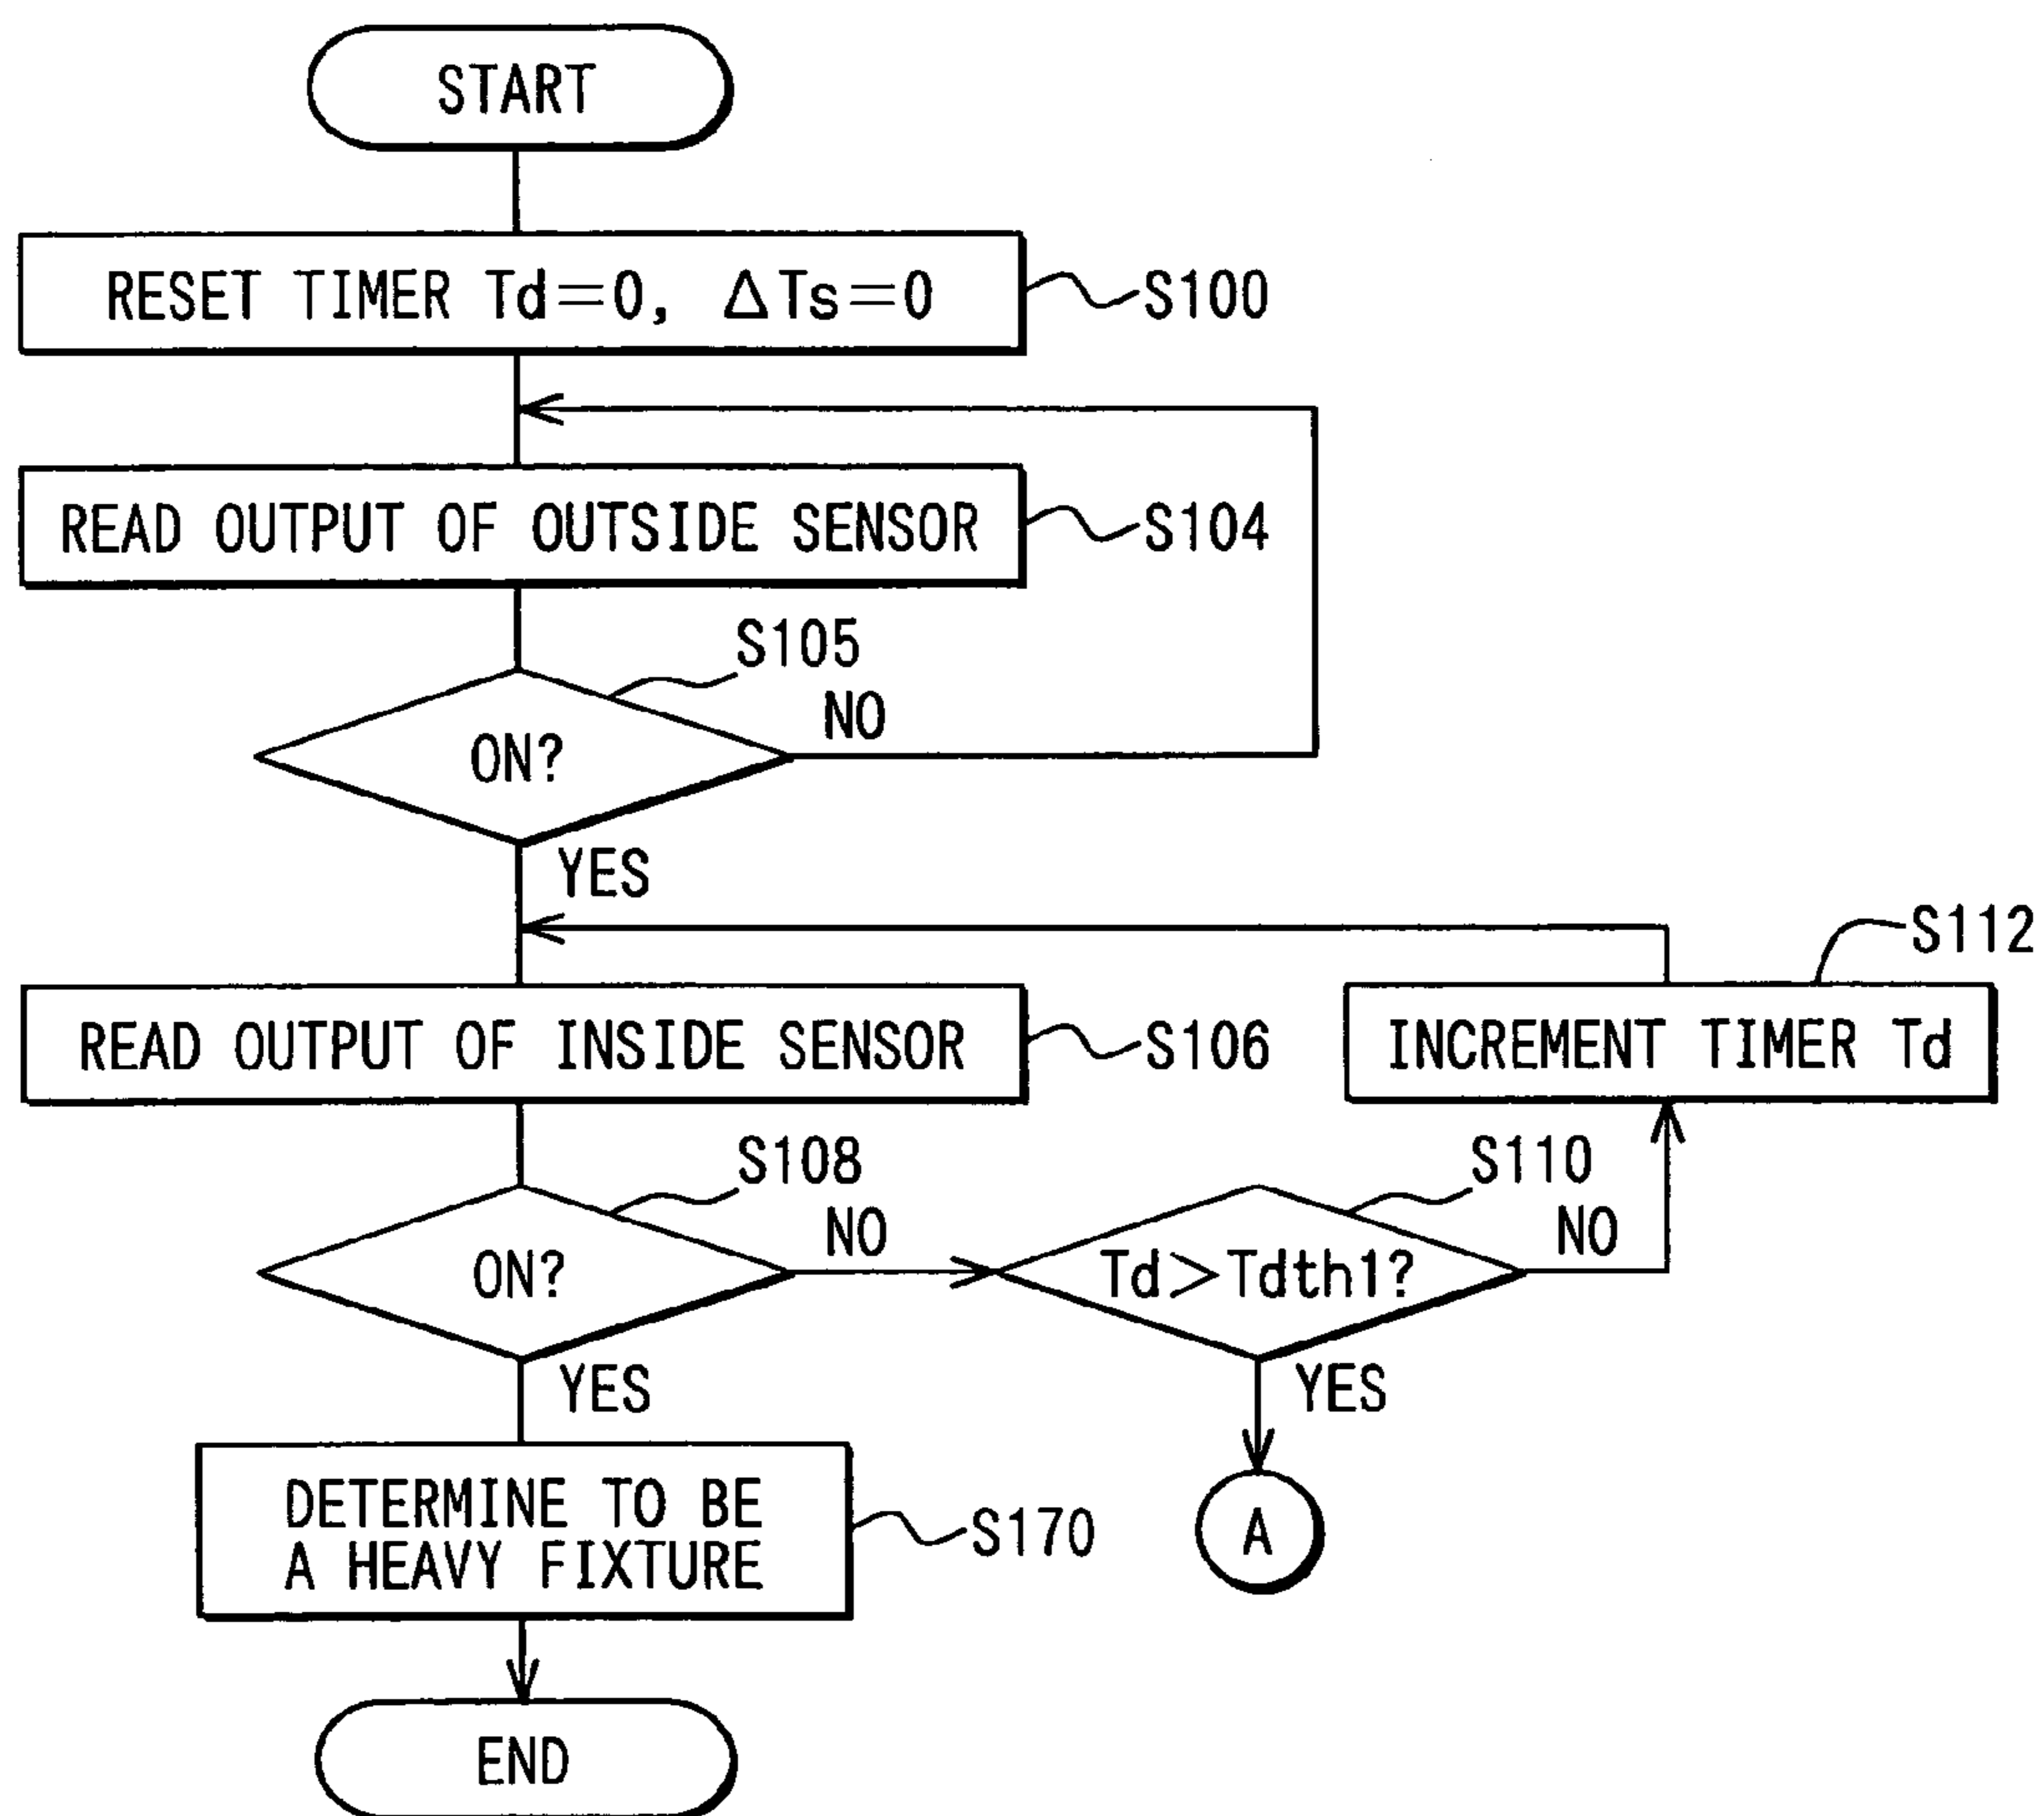 START
RESET TIMER Td=0, ΔTs=0
S100
READ OUTPUT OF OUTSIDE SENSOR
S104
S105
ON?
NO
YES
READ OUTPUT OF INSIDE SENSOR
S106
S112
INCREMENT TIMER Td
S108
ON?
NO
S110
Td>Tdth1?
NO
YES
YES
DETERMINE TO BE
A HEAVY FIXTURE
S170
A
END